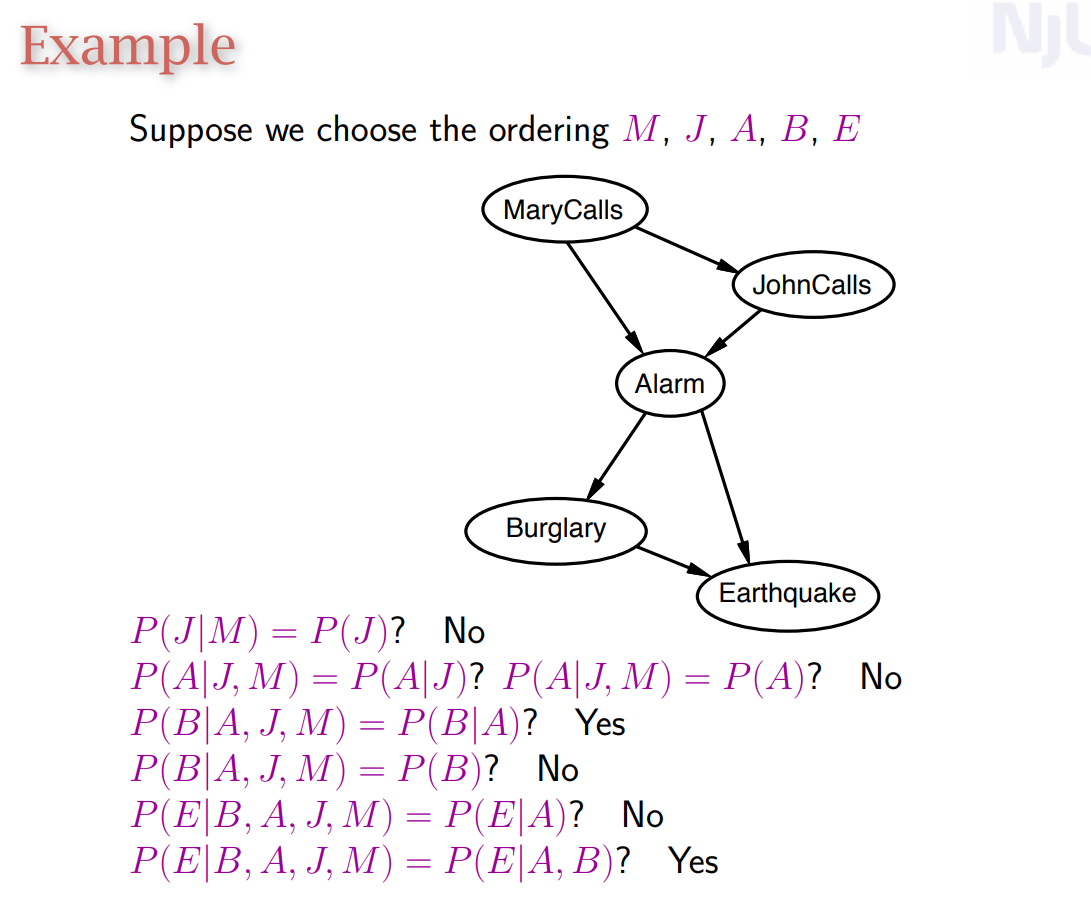 Example
NJU
Suppose we choose the ordering M, J, A, B, E
MaryCalls
JohnCalls
Alarm
Burglary
Earthquake
P(J|M) = P(J)? No
P(A|J, M) = P(A|J)? P(A|J, M) = P(A)? No
P(B|A, J, M) = P(B|A)? Yes
P(B|A, J, M) = P(B)? No
P(E|B, A, J, M) = P(E|A)? No
P(E|B, A, J, M) = P(E|A, B)? Yes